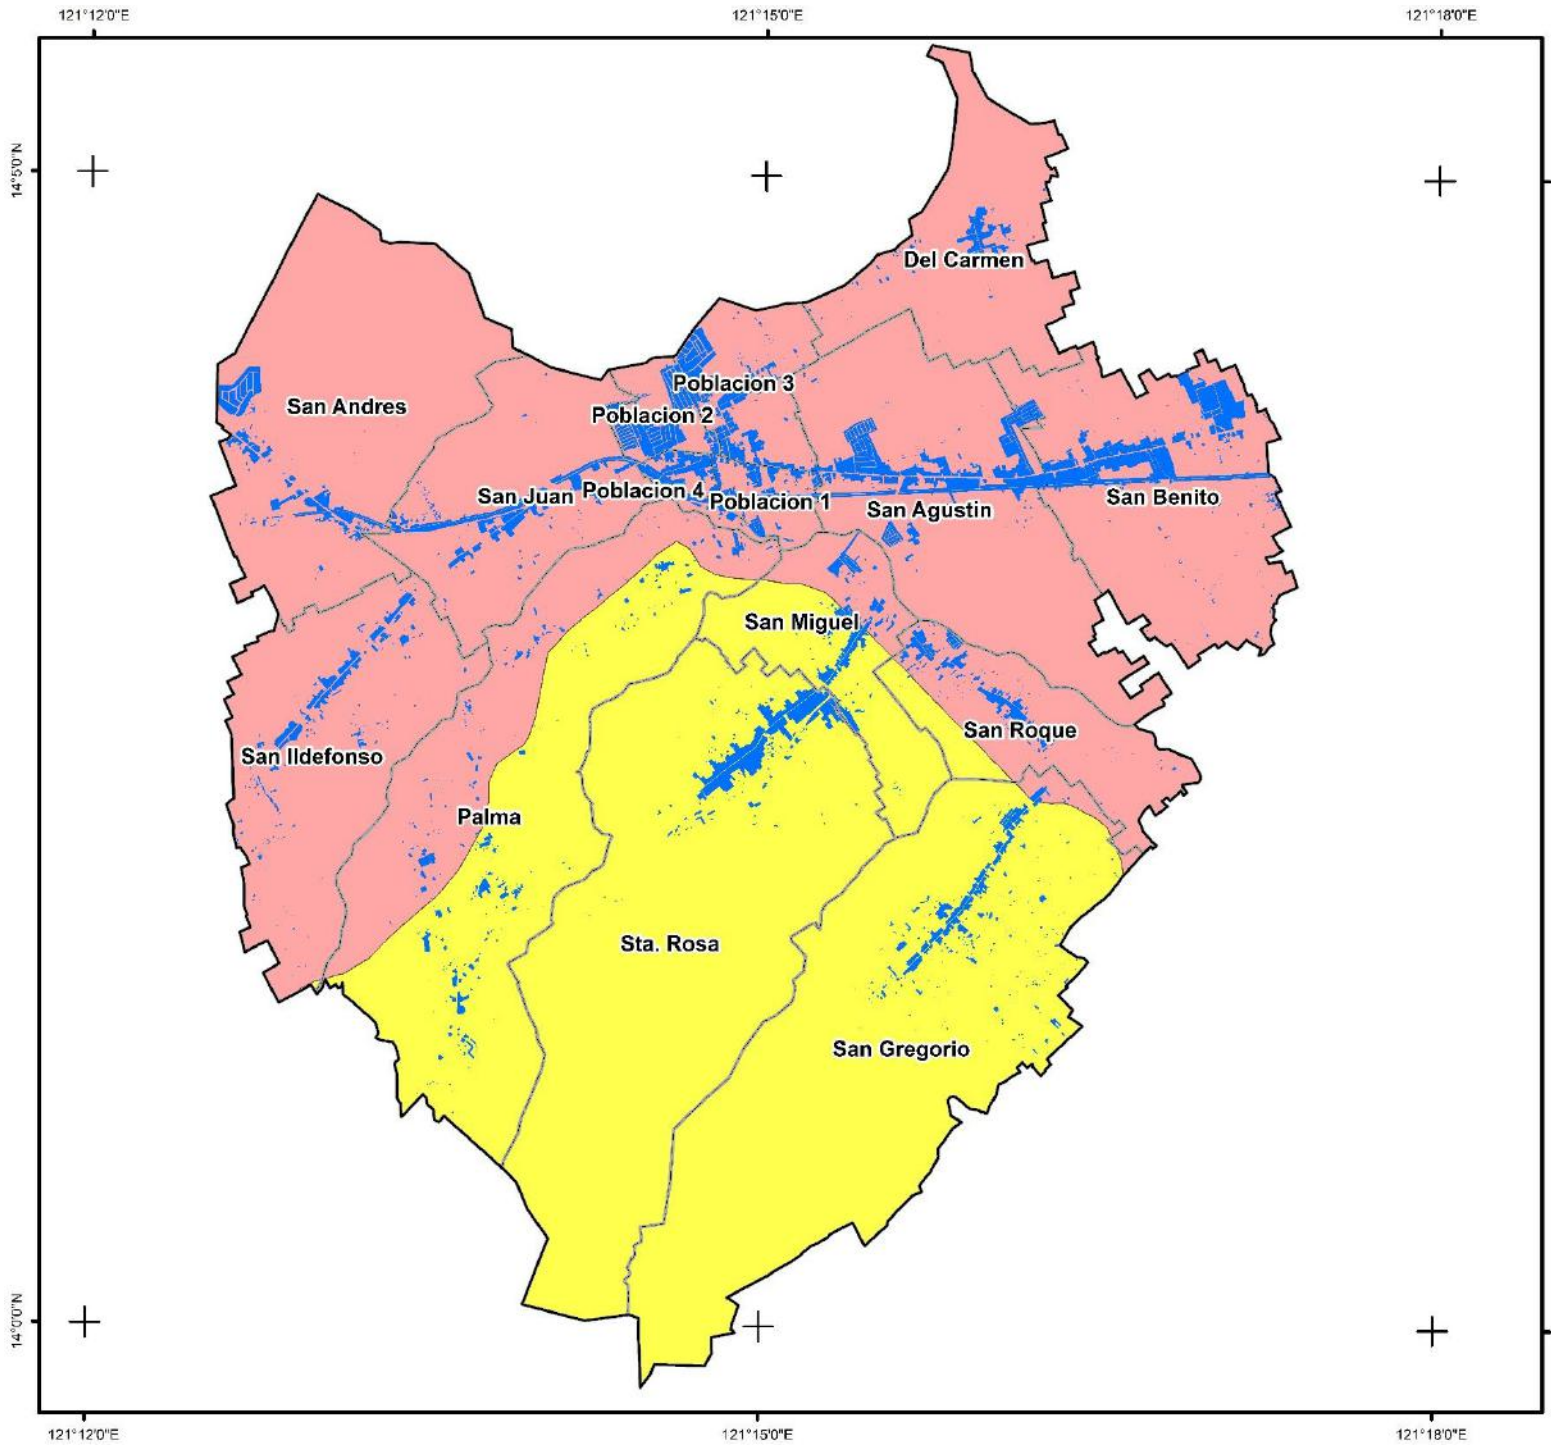 121°12'0"E
121°15'0"E
121°18'0"E
14°5'0"N
Del Carmen
Poblacion 3
San Andres
Poblacion 2
San Juan
Poblacion 4
Poblacion 1
San Agustin
San Benito
San Miguel
San Roque
San Ildefonso
Palma
Sta. Rosa
San Gregorio
14°0'0"N
121°12'0"E
121°15'0"E
121°18'0"E